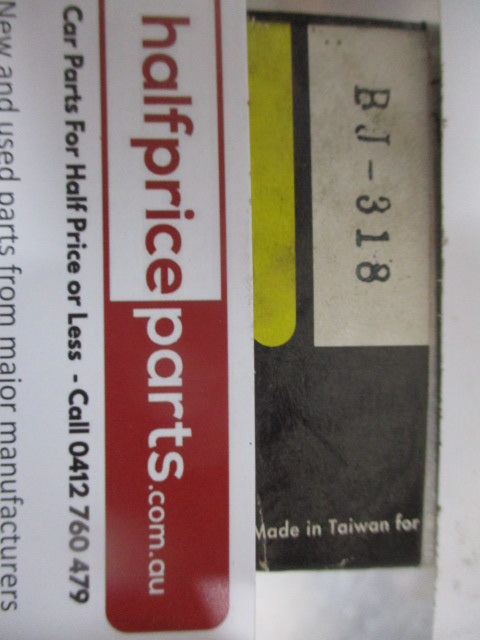 halfpriceparts.com.au
Car Parts For Half Price or Less - Call 0412 760 479
New and used parts from major manufacturers
BJ-318
Made in Taiwan for